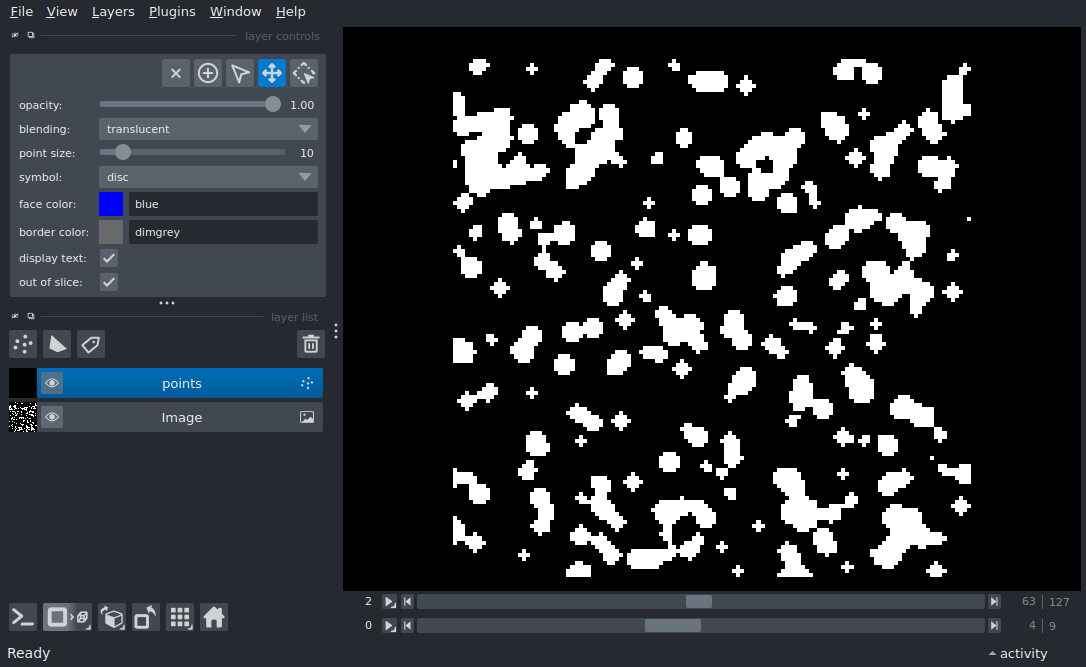 File View Layers Plugins Window Help
layer controls
opacity: 1.00
blending: translucent
point size: 10
symbol: disc
face color: blue
border color: dimgrey
display text:
out of slice:
layer list
points
Image
2 63 127
0 4 9
Ready activity